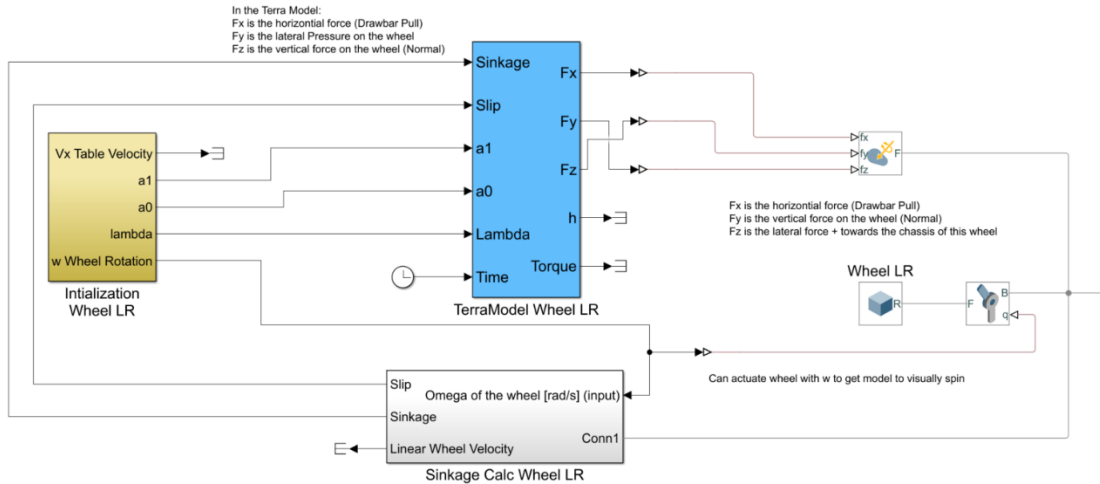 In the Terra Model:
Fx is the horizontial force (Drawbar Pull)
Fy is the lateral Pressure on the wheel
Fz is the vertical force on the wheel (Normal)
Sinkage
Slip
a1
a0
Lambda
Time
Fx
Fy
Fz
h
Torque
TerraModel Wheel LR
Vx Table Velocity
a1
a0
lambda
w Wheel Rotation
Intialization
Wheel LR
fx
fy
fz
F
Fx is the horizontial force (Drawbar Pull)
Fy is the vertical force on the wheel (Normal)
Fz is the lateral force + towards the chassis of this wheel
Wheel LR
R
F
B
q
Can actuate wheel with w to get model to visually spin
Slip
Sinkage
Linear Wheel Velocity
Omega of the wheel [rad/s] (input)
Conn1
Sinkage Calc Wheel LR